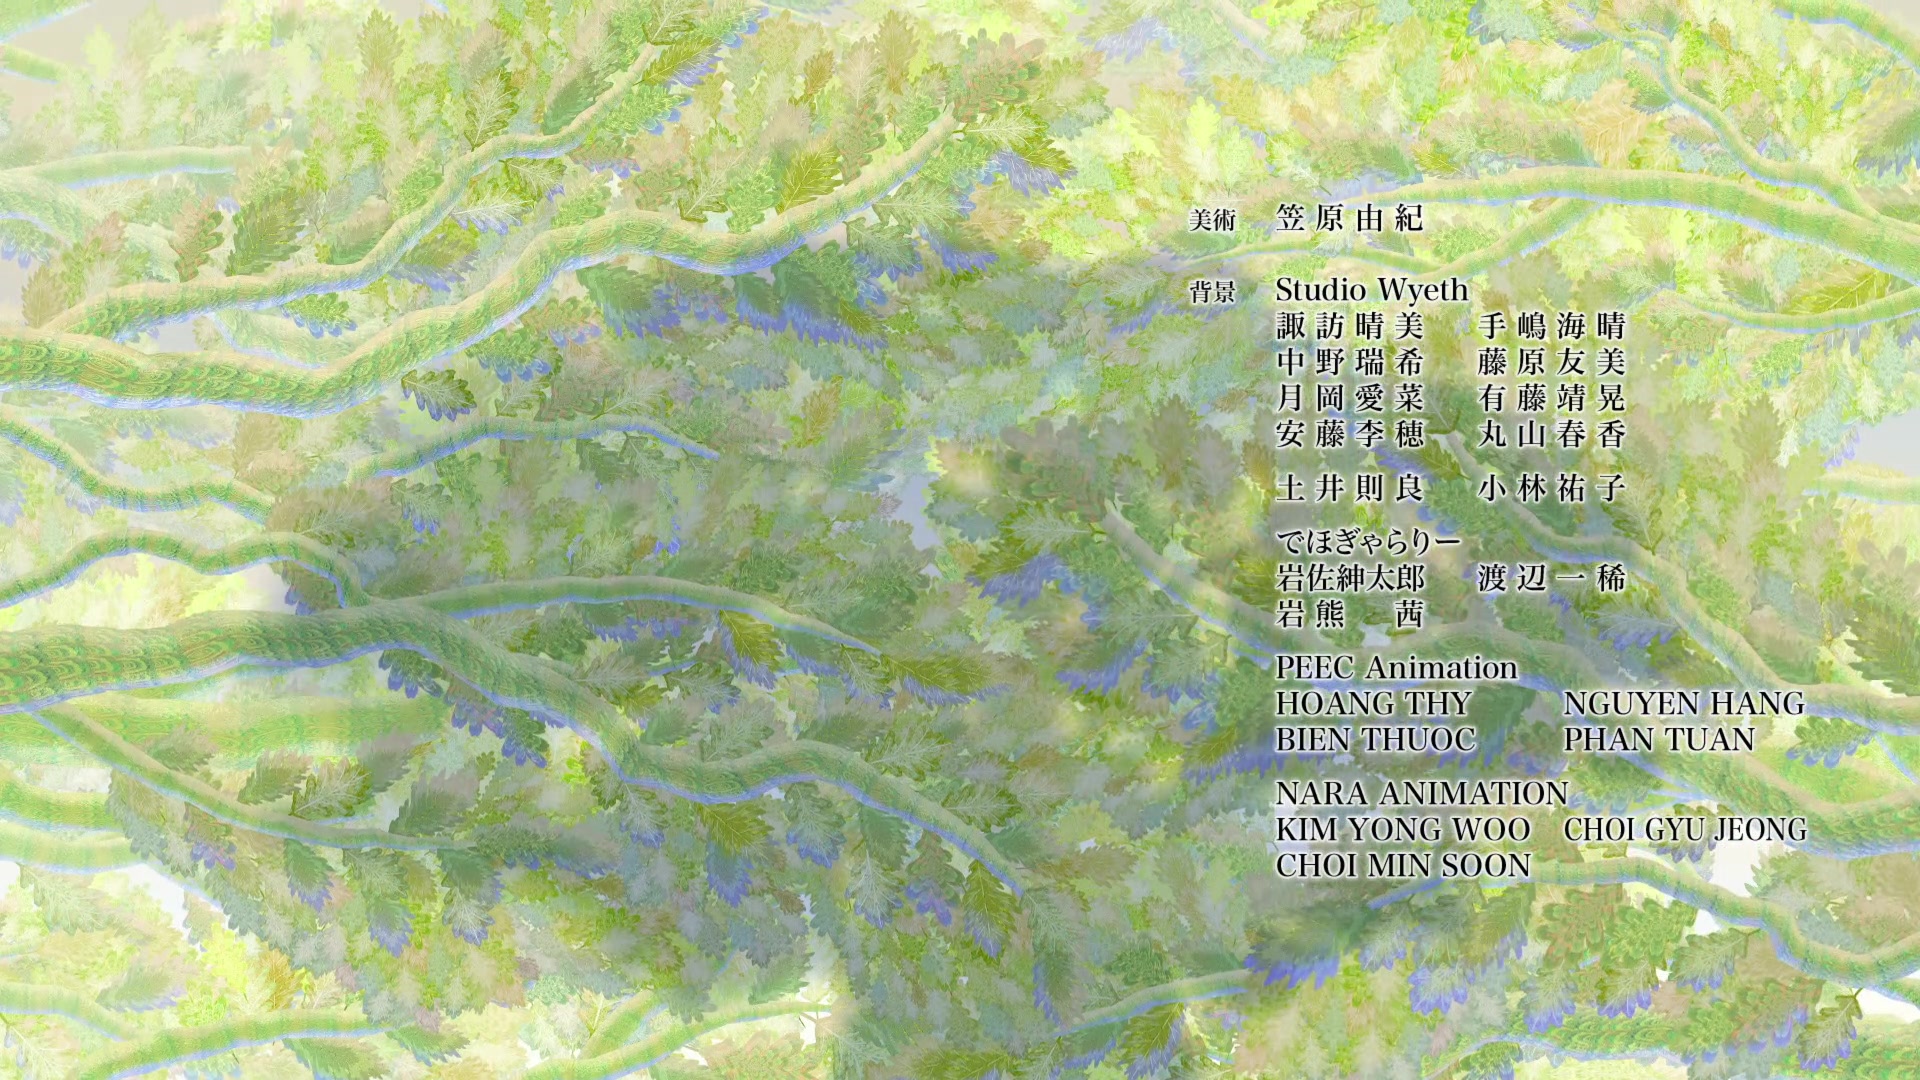 美術 笠原由紀
背景 Studio Wyeth
諏訪晴美 手嶋海晴
中野瑞希 藤原友美
月岡愛菜 有藤靖晃
安藤李穂 丸山春香
土井則良 小林祐子
でほぎゃらりー
岩佐紳太郎 渡辺一稀
岩熊 茜
PEEC Animation
HOANG THY NGUYEN HANG
BIEN THUOC PHAN TUAN
NARA ANIMATION
KIM YONG WOO CHOI GYU JEONG
CHOI MIN SOON